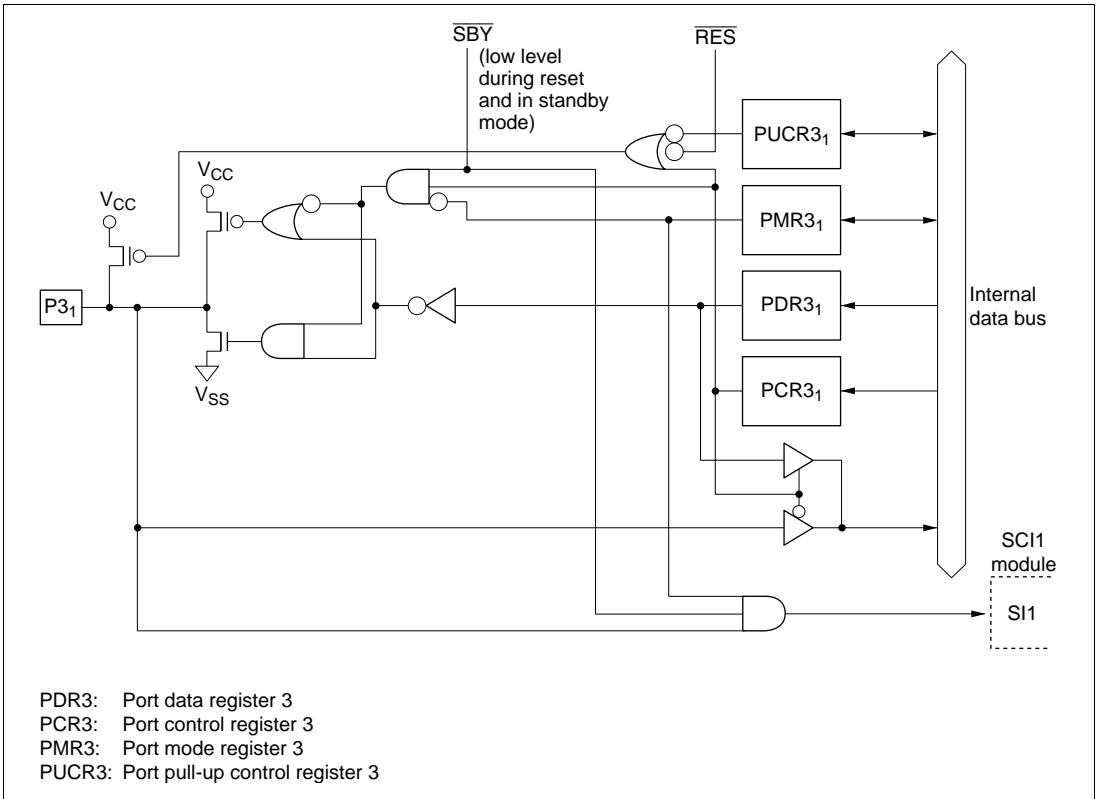 SBY
(low level
during reset
and in standby
mode)
RES
PUCR3₁
VCC
VCC
PMR3₁
P3₁
PDR3₁
Internal
data bus
VSS
PCR3₁
SCI1
module
SI1
PDR3: Port data register 3
PCR3: Port control register 3
PMR3: Port mode register 3
PUCR3: Port pull-up control register 3